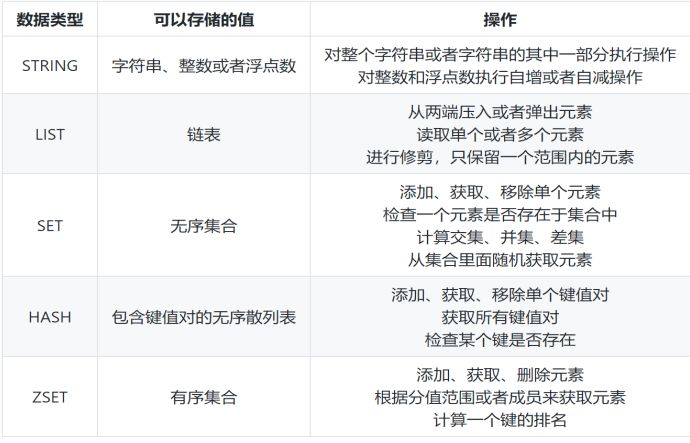 数据类型 可以存储的值 操作
STRING 字符串、整数或者浮点数 对整个字符串或者字符串的其中一部分执行操作
对整数和浮点数执行自增或者自减操作
LIST 链表 从两端压入或者弹出元素
读取单个或者多个元素
进行修剪，只保留一个范围内的元素
SET 无序集合 添加、获取、移除单个元素
检查一个元素是否存在于集合中
计算交集、并集、差集
从集合里面随机获取元素
HASH 包含键值对的无序散列表 添加、获取、移除单个键值对
获取所有键值对
检查某个键是否存在
ZSET 有序集合 添加、获取、删除元素
根据分值范围或者成员来获取元素
计算一个键的排名